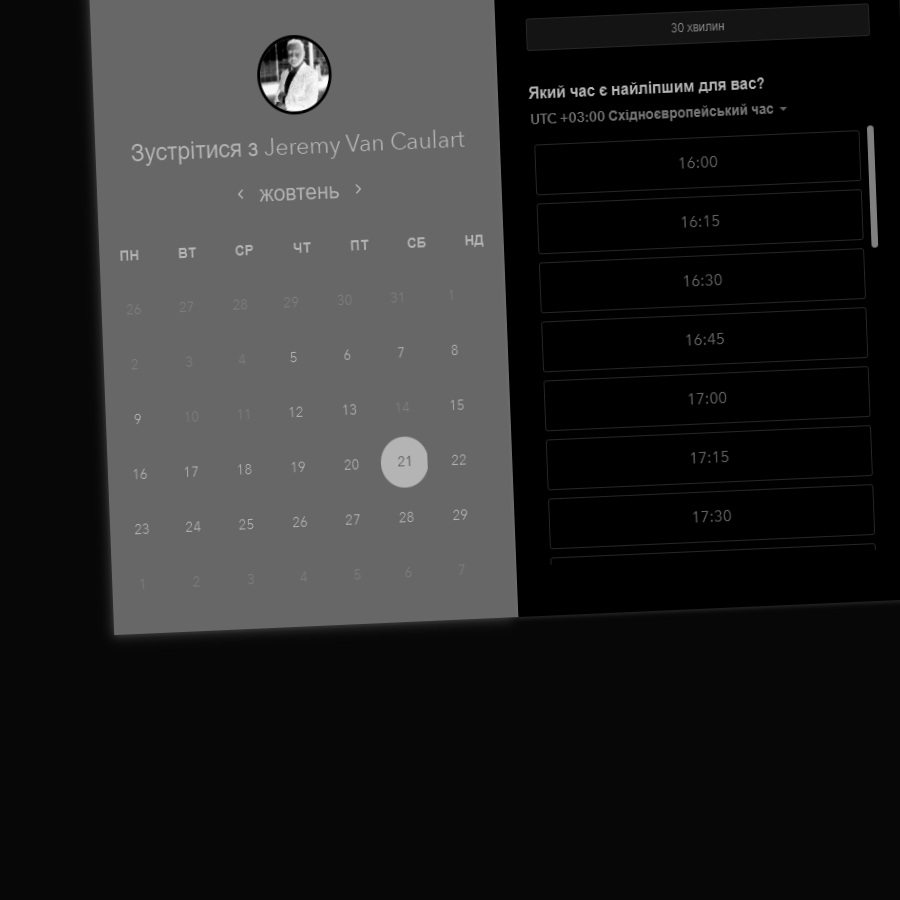 Зустрітися з Jeremy Van Caulart
жовтень
ПН ВТ СР ЧТ ПТ СБ НД
26 27 28 29 30 31 1
2 3 4 5 6 7 8
9 10 11 12 13 14 15
16 17 18 19 20 21 22
23 24 25 26 27 28 29
1 2 3 4 5 6 7
30 хвилин
Який час є найліпшим для вас?
UTC +03:00 Східноєвропейський час
16:00
16:15
16:30
16:45
17:00
17:15
17:30